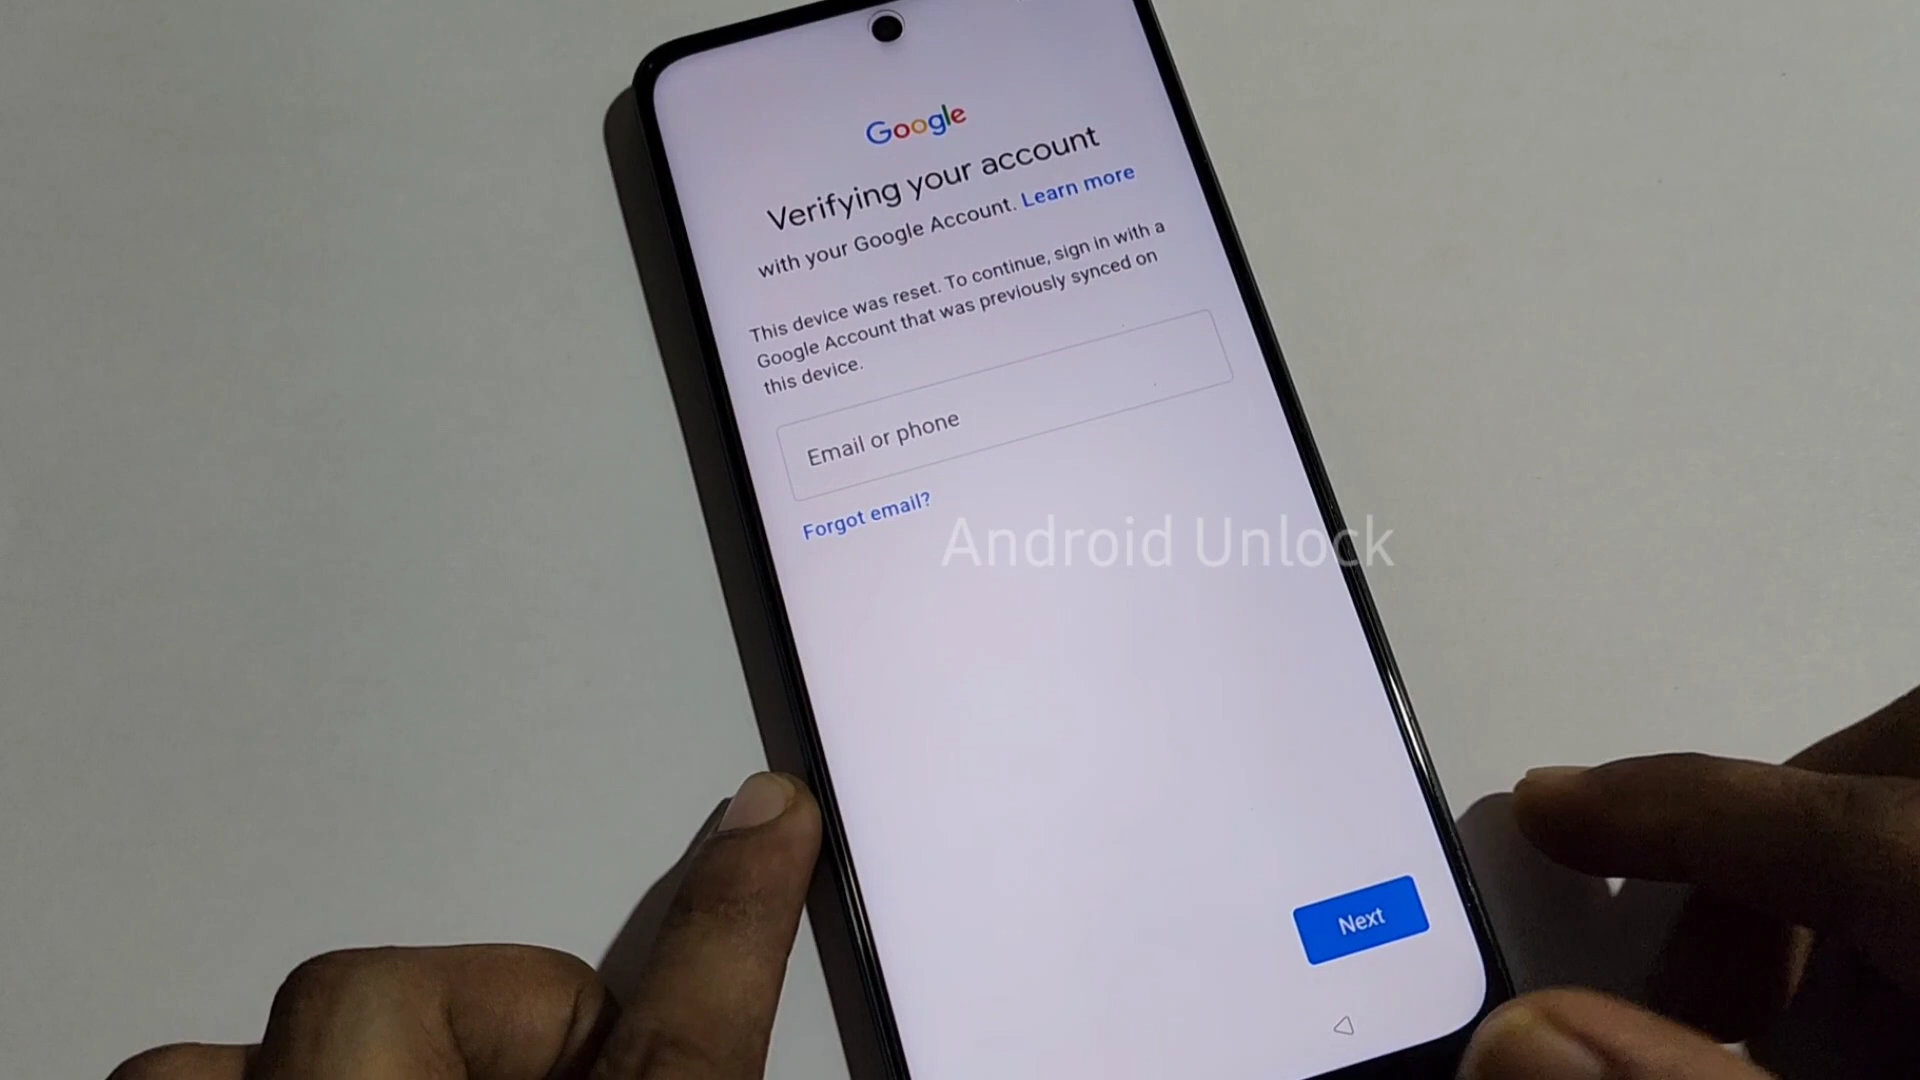 Google
Verifying your account
with your Google Account. Learn more
This device was reset. To continue, sign in with a
Google Account that was previously synced on
this device.
Email or phone
Forgot email?
Android Unlock
Next